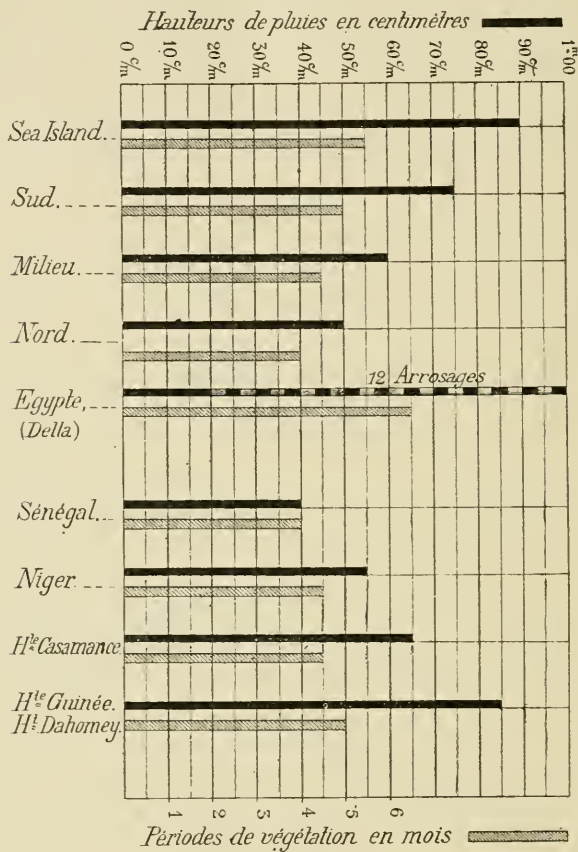 Hauteurs de pluies en centimètres
0 c/m 10 c/m 20 c/m 30 c/m 40 c/m 50 c/m 60 c/m 70 c/m 80 c/m 90 c/m 1m00
Sea Island
Sud.
Milieu
Nord.
12 Arrosages
Egypte,
(Della)
Sénégal.
Niger
Hte Casamance
Hte Guinée.
Ht Dahomey.
1 2 3 4 5 6
Périodes de végétation en mois